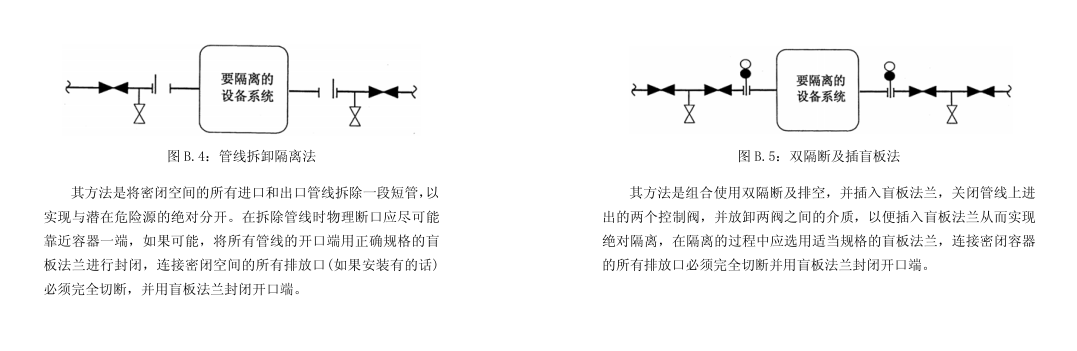 要隔离的
设备系统
图 B.4：管线拆卸隔离法
其方法是将密闭空间的所有进口和出口管线拆除一段短管，以
实现与潜在危险源的绝对分开。在拆除管线时物理断口应尽可能
靠近容器一端，如果可能，将所有管线的开口端用正确规格的盲
板法兰进行封闭，连接密闭空间的所有排放口(如果安装有的话)
必须完全切断，并用盲板法兰封闭开口端。
要隔离的
设备系统
图 B.5：双隔断及插盲板法
其方法是组合使用双隔断及排空，并插入盲板法兰，关闭管线上进
出的两个控制阀，并放卸两阀之间的介质，以便插入盲板法兰从而实现
绝对隔离，在隔离的过程中应选用适当规格的盲板法兰，连接密闭容器
的所有排放口必须完全切断并用盲板法兰封闭开口端。